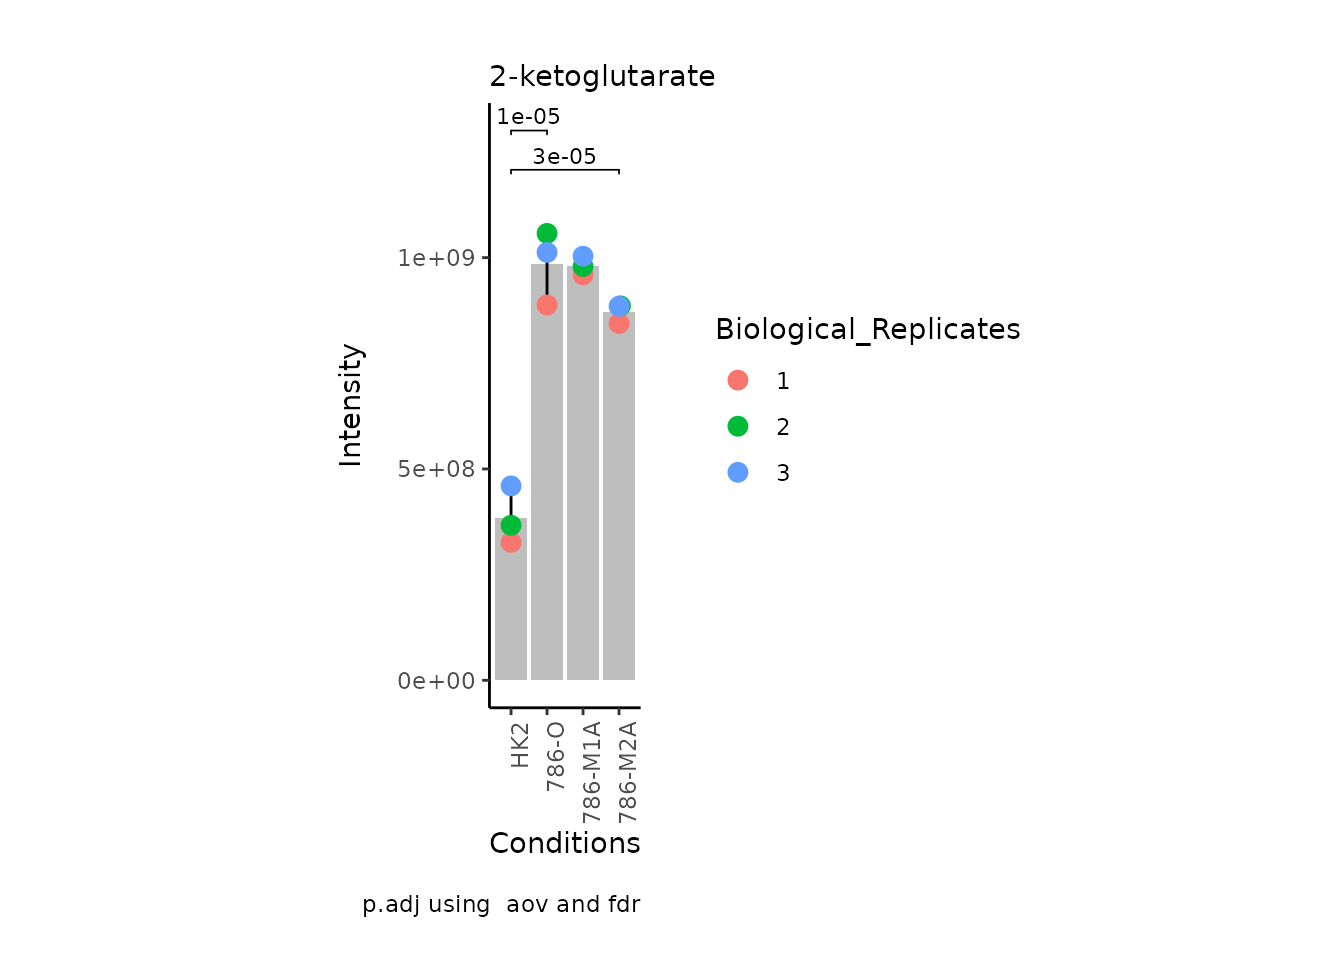 2-ketoglutarate
1e-05
3e-05
1e+09
5e+08
0e+00
Intensity
HK2
786-O
786-M1A
786-M2A
Conditions
Biological_Replicates
1
2
3
p.adj using  aov and fdr